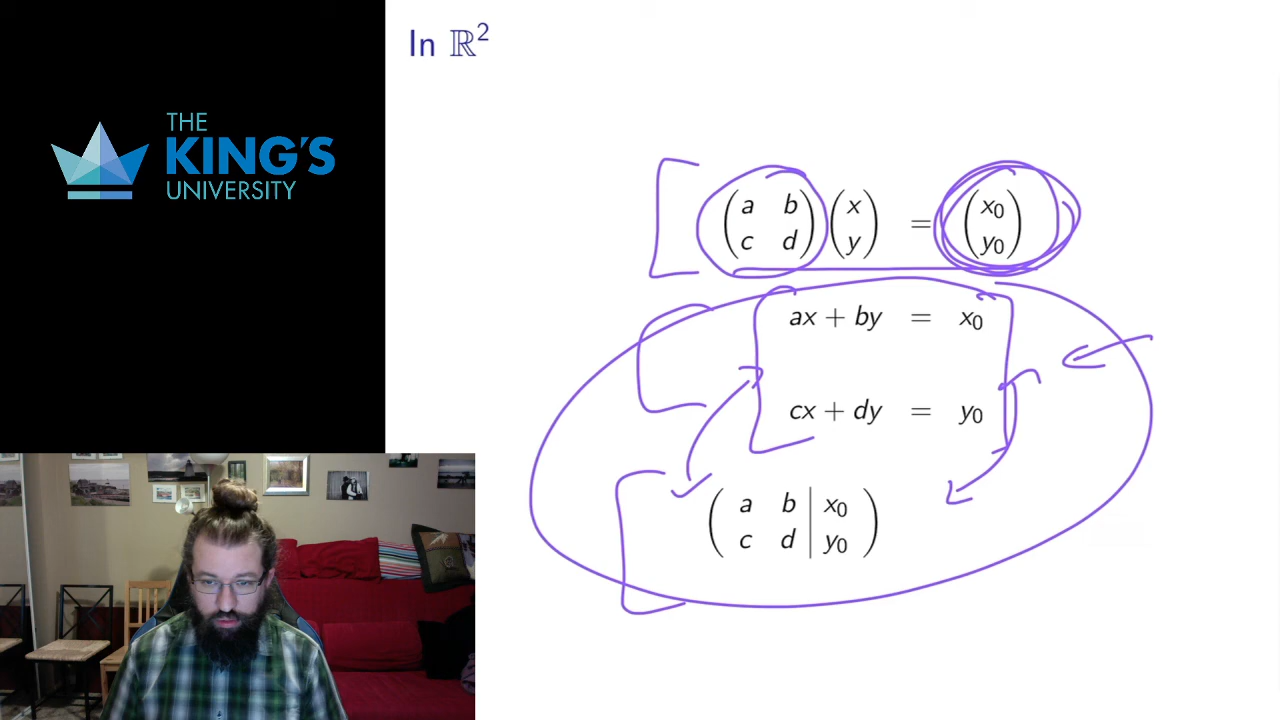 THE
KING'S
UNIVERSITY
In ℝ²
( a b ) ( x ) = ( x₀ )
( c d ) ( y ) ( y₀ )
ax + by = x₀
cx + dy = y₀
( a b | x₀ )
( c d | y₀ )